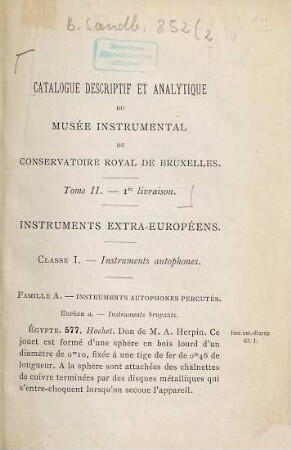 B. Sandb. 852(2
CATALOGUE DESCRIPTIF ET ANALYTIQUE
DU
MUSÉE INSTRUMENTAL
DU
CONSERVATOIRE ROYAL DE BRUXELLES.
Tome II. — 1re livraison.
INSTRUMENTS EXTRA-EUROPÉENS.
CLASSE I. — Instruments autophones.
FAMILLE A. — INSTRUMENTS AUTOPHONES PERCUTÉS.
ESPÈCE a. — Instruments bruyants.
ÉGYPTE. 577. Hochet. Don de M. A. Herpin. Ce
Inst. ext.-Europ.
Cl. I.
jouet est formé d'une sphère en bois lourd d'un
diamètre de 0m10, fixée à une tige de fer de 0m46 de
longueur. A la sphère sont attachées des chaînettes
de cuivre terminées par des disques métalliques qui
s'entre-choquent lorsqu'on secoue l'appareil.